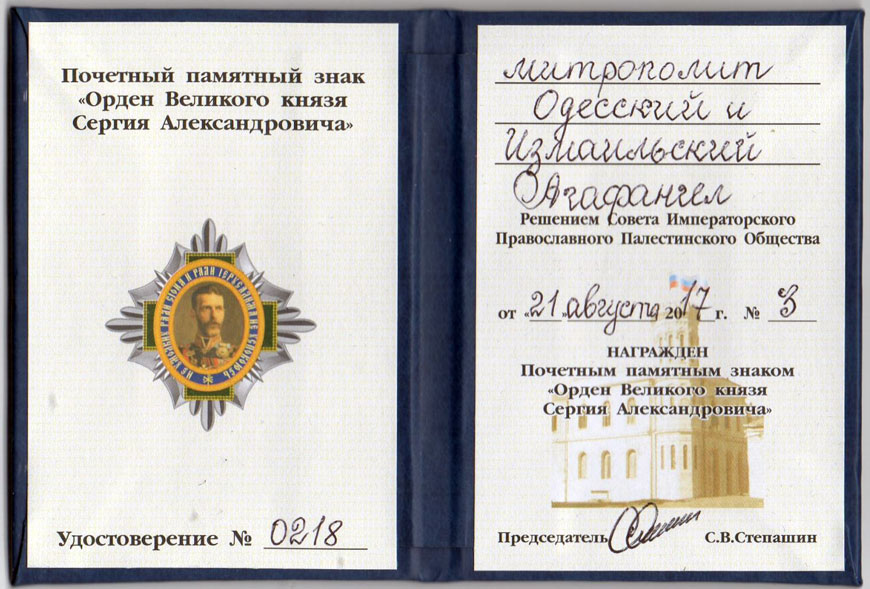 Почетный памятный знак
«Орден Великого князя
Сергия Александровича»
Удостоверение № 0218
митрополит
Одесский и
Измаильский
Агафангел
Решением Совета Императорского
Православного Палестинского Общества
от «21 августа 2017 г. № 3
НАГРАЖДЕН
Почетным памятным знаком
«Орден Великого князя
Сергия Александровича»
Председатель С.В.Степашин